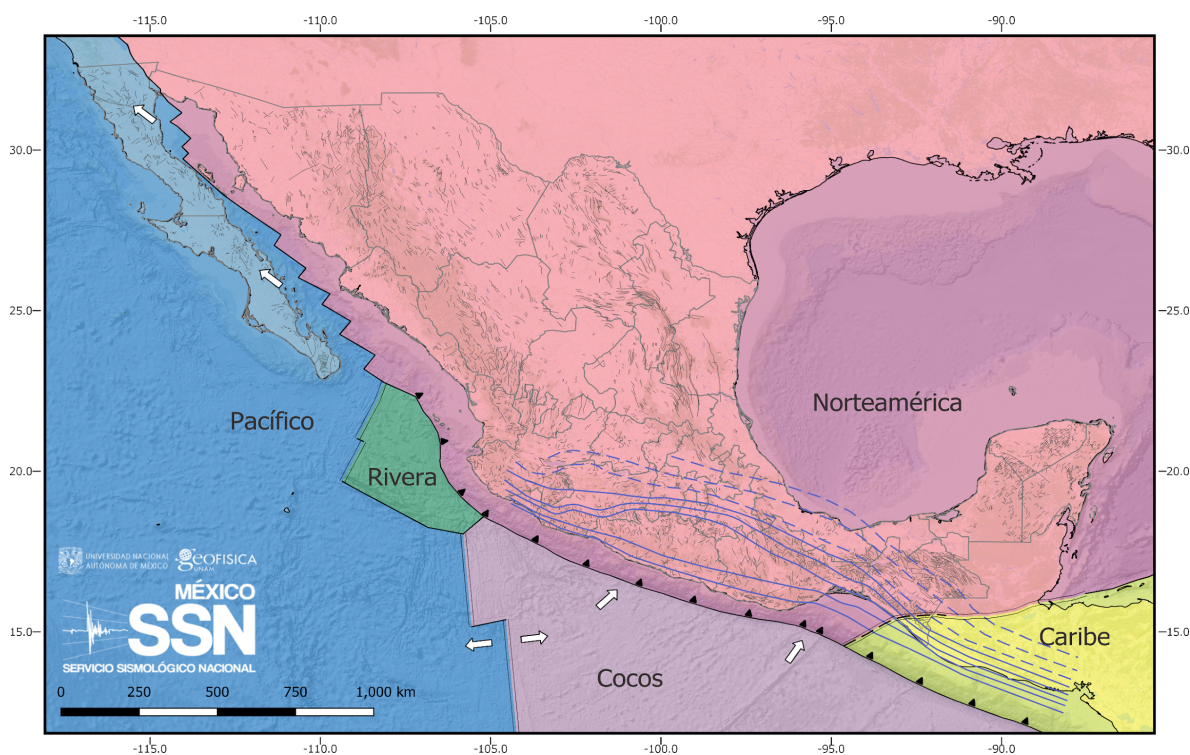 -115.0
-110.0
-105.0
-100.0
-95.0
-90.0
30.0
30.0
25.0
25.0
Norteamérica
Pacífico
Rivera
20.0
20.0
UNIVERSIDAD NACIONAL
AUTÓNOMA DE MÉXICO
GEOFISICA
UNAM
MÉXICO
SSN
SERVICIO SISMOLÓGICO NACIONAL
15.0
15.0
Caribe
Cocos
0 250 500 750 1,000 km
-115.0
-110.0
-105.0
-100.0
-95.0
-90.0